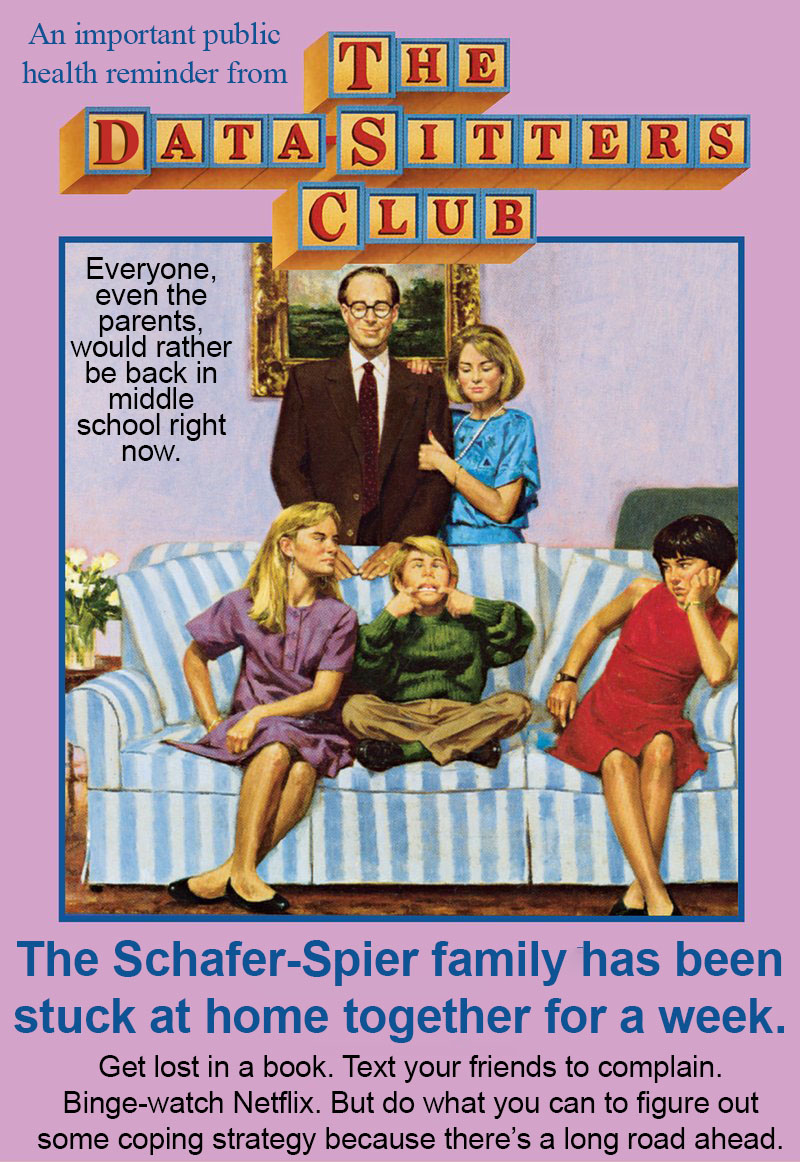 An important public
health reminder from
THE
DATA SITTERS
CLUB
Everyone,
even the
parents,
would rather
be back in
middle
school right
now.
The Schafer-Spier family has been
stuck at home together for a week.
Get lost in a book. Text your friends to complain.
Binge-watch Netflix. But do what you can to figure out
some coping strategy because there’s a long road ahead.